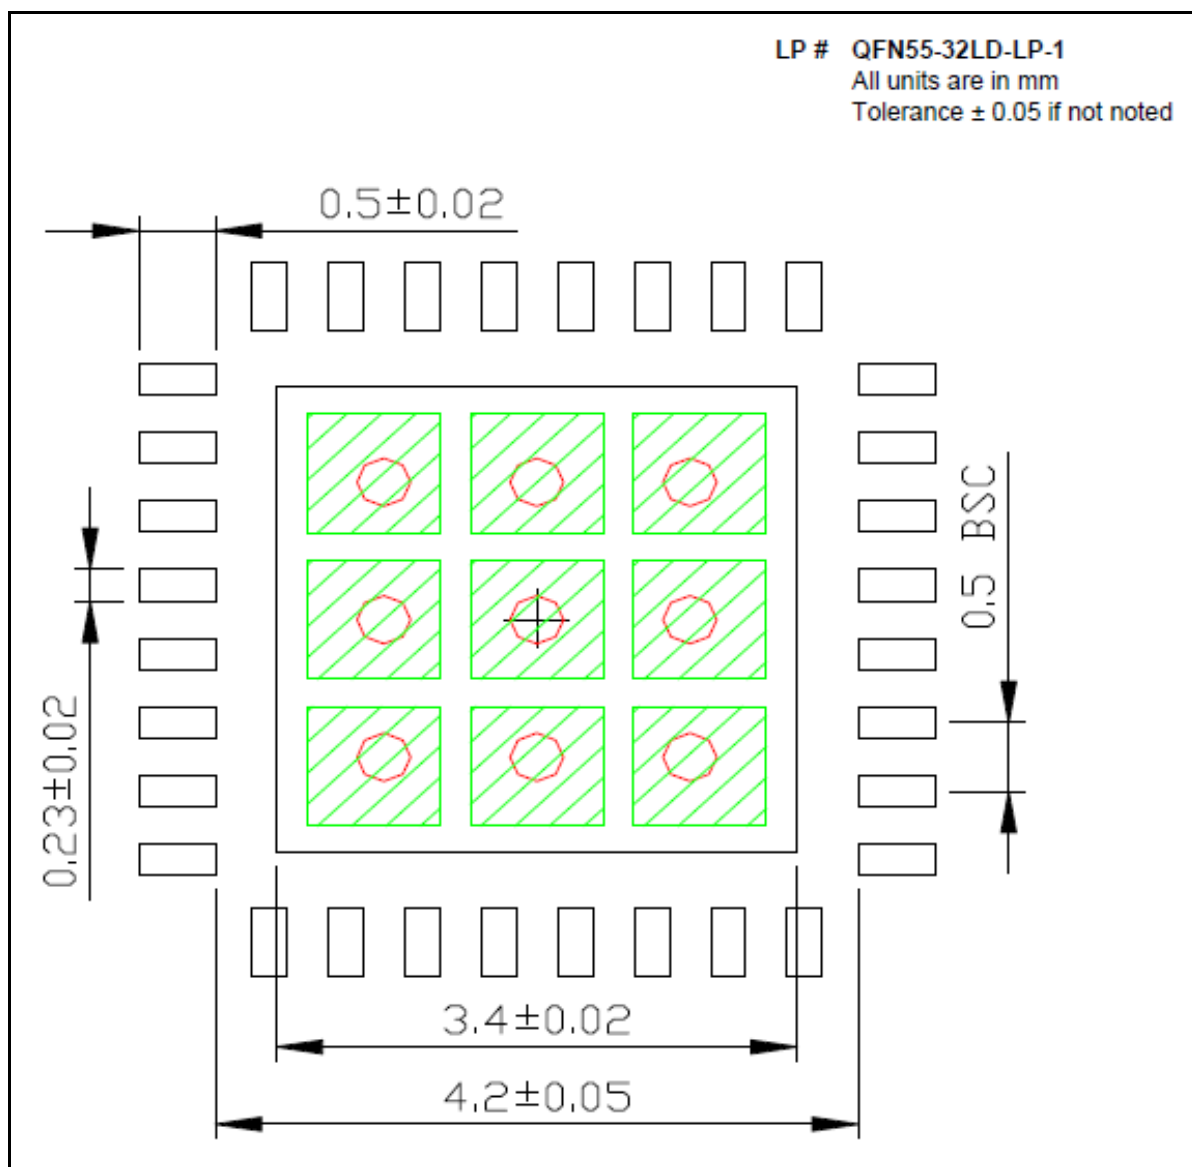 LP # QFN55-32LD-LP-1
All units are in mm
Tolerance ± 0.05 if not noted
0.5±0.02
0.5 BSC
0.23±0.02
3.4±0.02
4.2±0.05